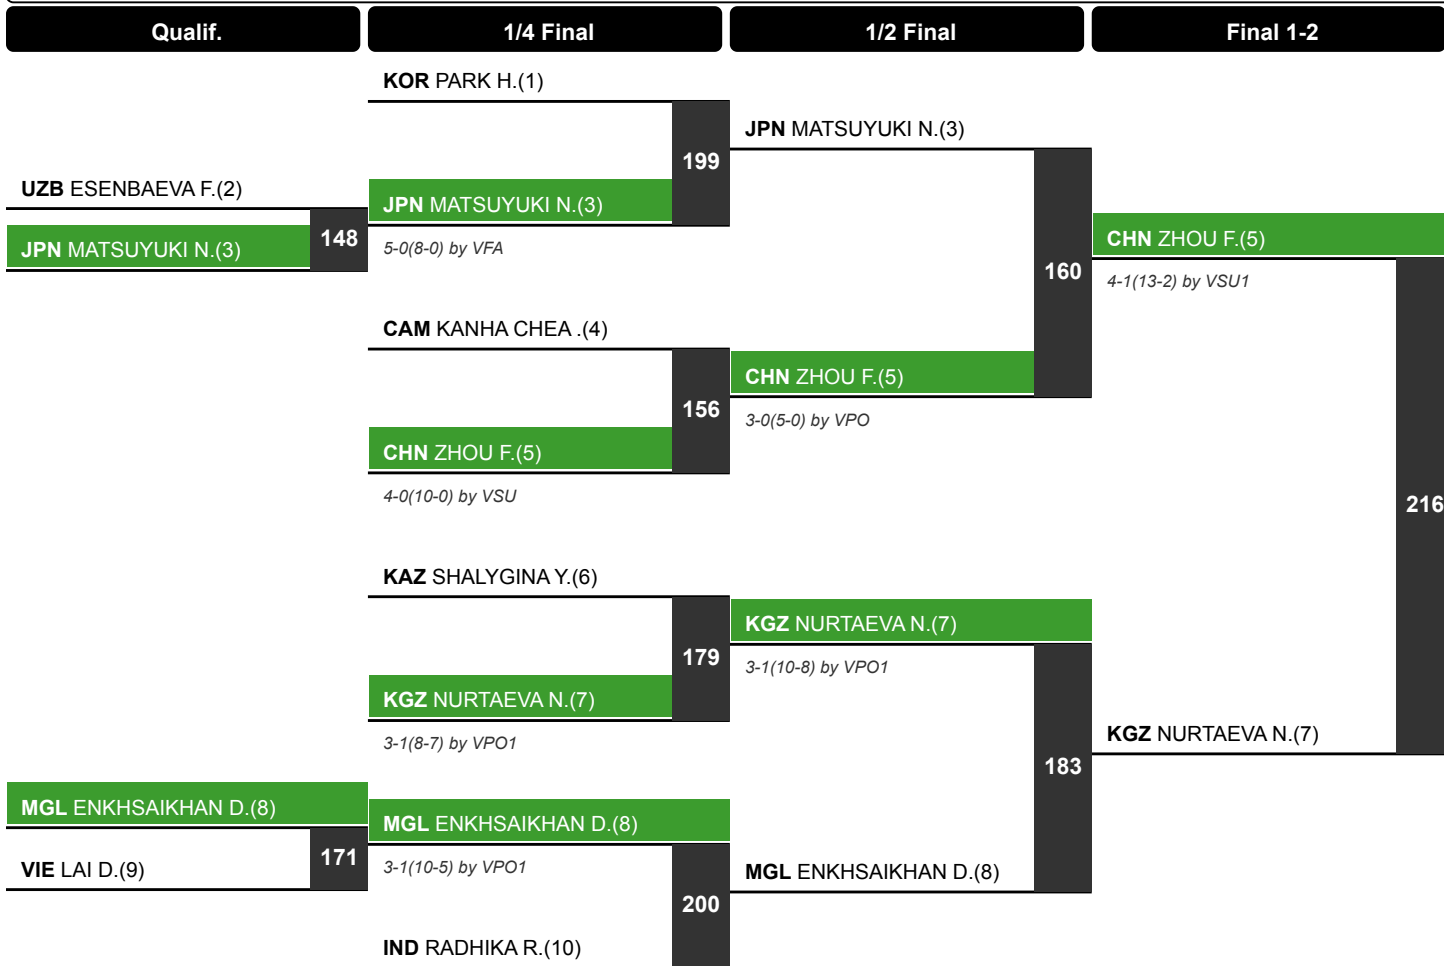 Qualif.
1/4 Final
1/2 Final
Final 1-2
KOR PARK H.(1)
JPN MATSUYUKI N.(3)
199
UZB ESENBAEVA F.(2)
JPN MATSUYUKI N.(3)
148
JPN MATSUYUKI N.(3)
5-0(8-0) by VFA
CHN ZHOU F.(5)
160
4-1(13-2) by VSU1
CAM KANHA CHEA .(4)
CHN ZHOU F.(5)
156
3-0(5-0) by VPO
CHN ZHOU F.(5)
4-0(10-0) by VSU
216
KAZ SHALYGINA Y.(6)
KGZ NURTAEVA N.(7)
179
3-1(10-8) by VPO1
KGZ NURTAEVA N.(7)
3-1(8-7) by VPO1
KGZ NURTAEVA N.(7)
183
MGL ENKHSAIKHAN D.(8)
MGL ENKHSAIKHAN D.(8)
171
VIE LAI D.(9)
3-1(10-5) by VPO1
MGL ENKHSAIKHAN D.(8)
200
IND RADHIKA R.(10)